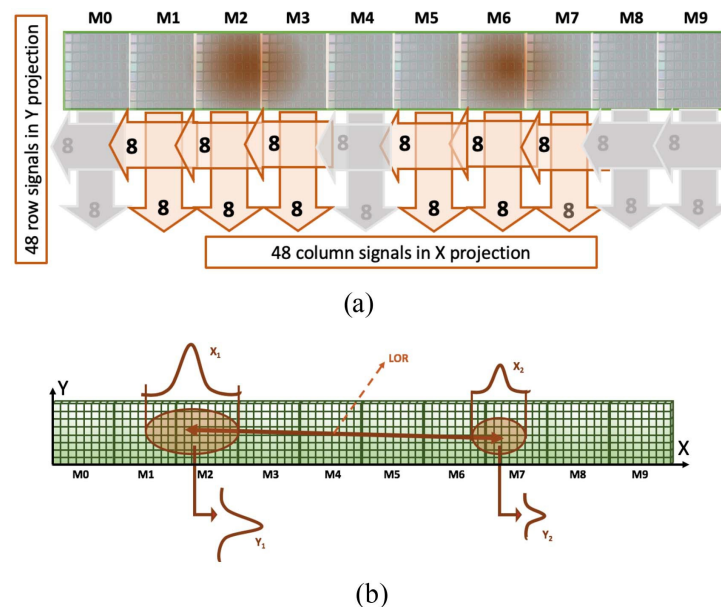 M0 M1 M2 M3 M4 M5 M6 M7 M8 M9
48 row signals in Y projection
8 8 8 8 8 8 8 8 8
8 8 8 8 8 8 8 8 8 8
48 column signals in X projection
(a)
X1
LOR
X2
Y
X
M0 M1 M2 M3 M4 M5 M6 M7 M8 M9
Y1
Y2
(b)